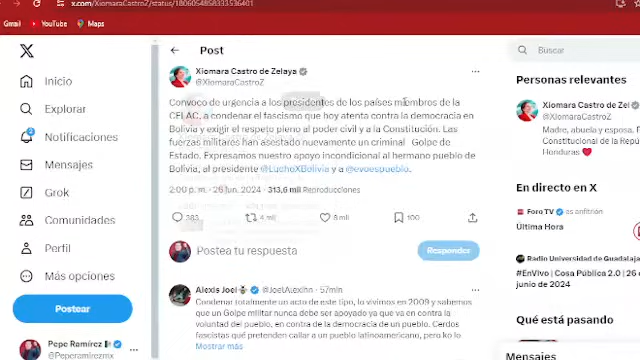 x.com/XiomaraCastroZ/status/1806054858333536401
Gmail YouTube Maps
Post
Buscar
Inicio
Explorar
Notificaciones
Mensajes
Grok
Comunidades
Perfil
Más opciones
Postear
Pepe Ramírez
@Peperamirezmx
Xiomara Castro de Zelaya
@XiomaraCastroZ
Convoco de urgencia a los presidentes de los países miembros de la
CELAC, a condenar el fascismo que hoy atenta contra la democracia en
Bolivia y exigir el respeto pleno al poder civil y a la Constitución. Las
fuerzas militares han asestado nuevamente un criminal Golpe de
Estado. Expresamos nuestro apoyo incondicional al hermano pueblo de
Bolivia, al presidente @LuchoXBolivia y a @evoespueblo.
2:00 p. m. · 26 jun. 2024 · 313,6 mil Reproducciones
383 4 mil 8 mil 100
Postea tu respuesta
Responder
Alexis Joel @JoelAlexihn · 57min
Condenar totalmente un acto de este tipo, lo vivimos en 2009 y sabemos
que un Golpe Militar nunca debe ser apoyado ya que va en contra la
voluntad del pueblo, en contra de la democracia de un pueblo. Cerdos
fascistas que pretenden callar a un pueblo latinoamericano, pero ko lo
Mostrar más
Personas relevantes
Xiomara Castro de Zel
@XiomaraCastroZ
Madre, abuela y esposa.
Constitucional de la Repú
Honduras
En directo en X
Foro TV es anfitrión
Última Hora
Radio Universidad de Guadalaja
#EnVivo | Cosa Pública 2.0 | 26
de junio de 2024
Qué está pasando
Mensajes